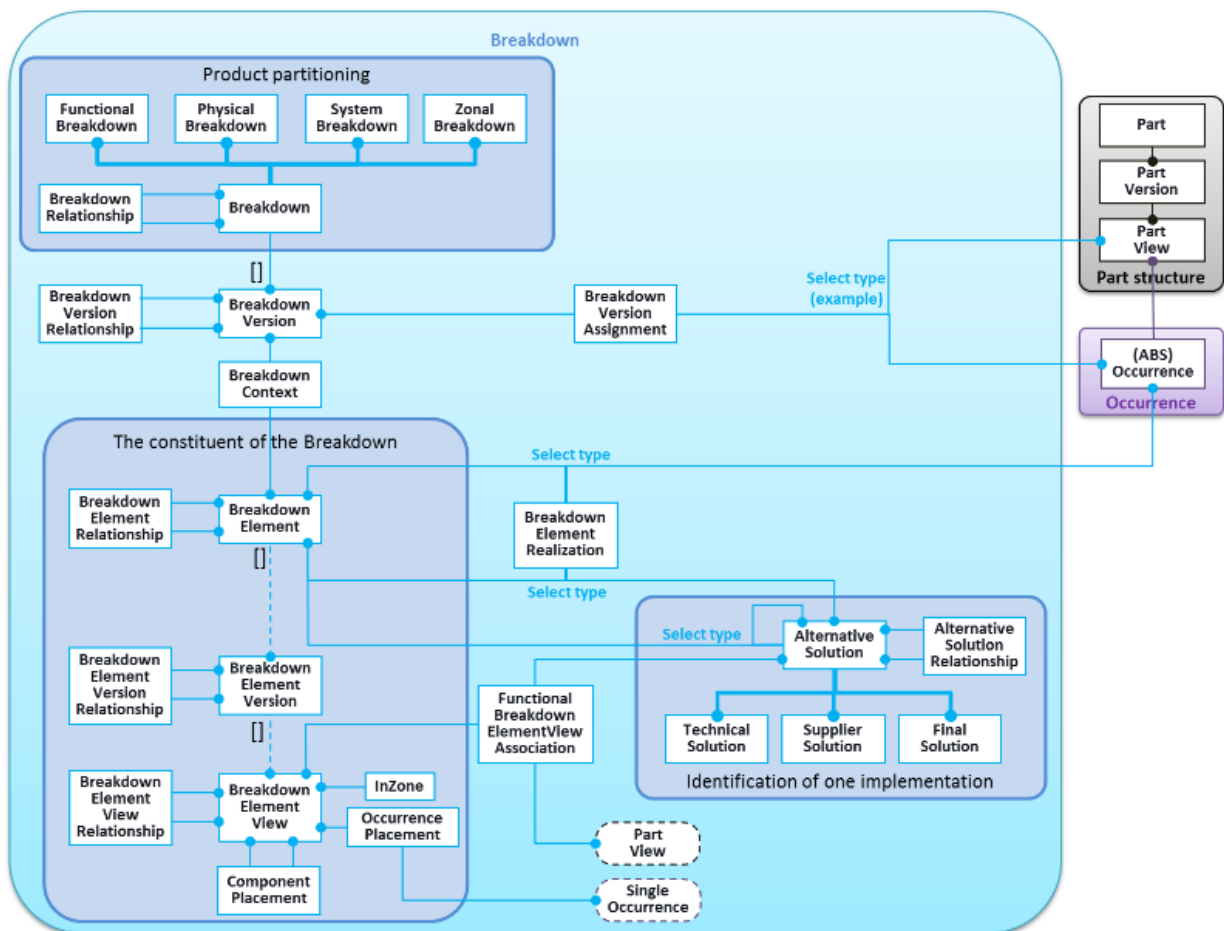 Breakdown
Product partitioning
Functional
Breakdown
Physical
Breakdown
System
Breakdown
Zonal
Breakdown
Breakdown
Relationship
Breakdown
[]
Part
Part
Version
Part
View
Part structure
Select type
(example)
Breakdown
Version
Relationship
Breakdown
Version
Breakdown
Version
Assignment
(ABS)
Occurrence
Occurrence
Breakdown
Context
The constituent of the Breakdown
Select type
Breakdown
Element
Relationship
Breakdown
Element
[]
Breakdown
Element
Realization
Select type
Select type
Alternative
Solution
Alternative
Solution
Relationship
Breakdown
Element
Version
Relationship
Breakdown
Element
Version
[]
Functional
Breakdown
ElementView
Association
Technical
Solution
Supplier
Solution
Final
Solution
Identification of one implementation
Breakdown
Element
View
Relationship
Breakdown
Element
View
InZone
Occurrence
Placement
Component
Placement
Part
View
Single
Occurrence